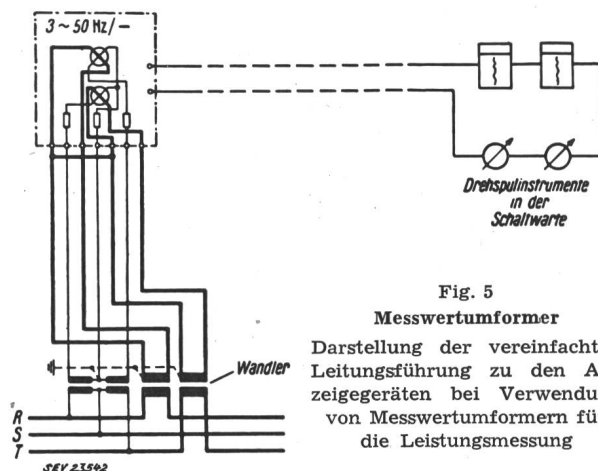 3 ~ 50 Hz / –
Drehspulinstrumente
in der
Schaltwarte
Fig. 5
Messwertumformer
Darstellung der vereinfacht
Leitungsführung zu den A
zeigegeräten bei Verwendu
von Messwertumformern fü
die Leistungsmessung
Wandler
R
S
T
SEV 23542